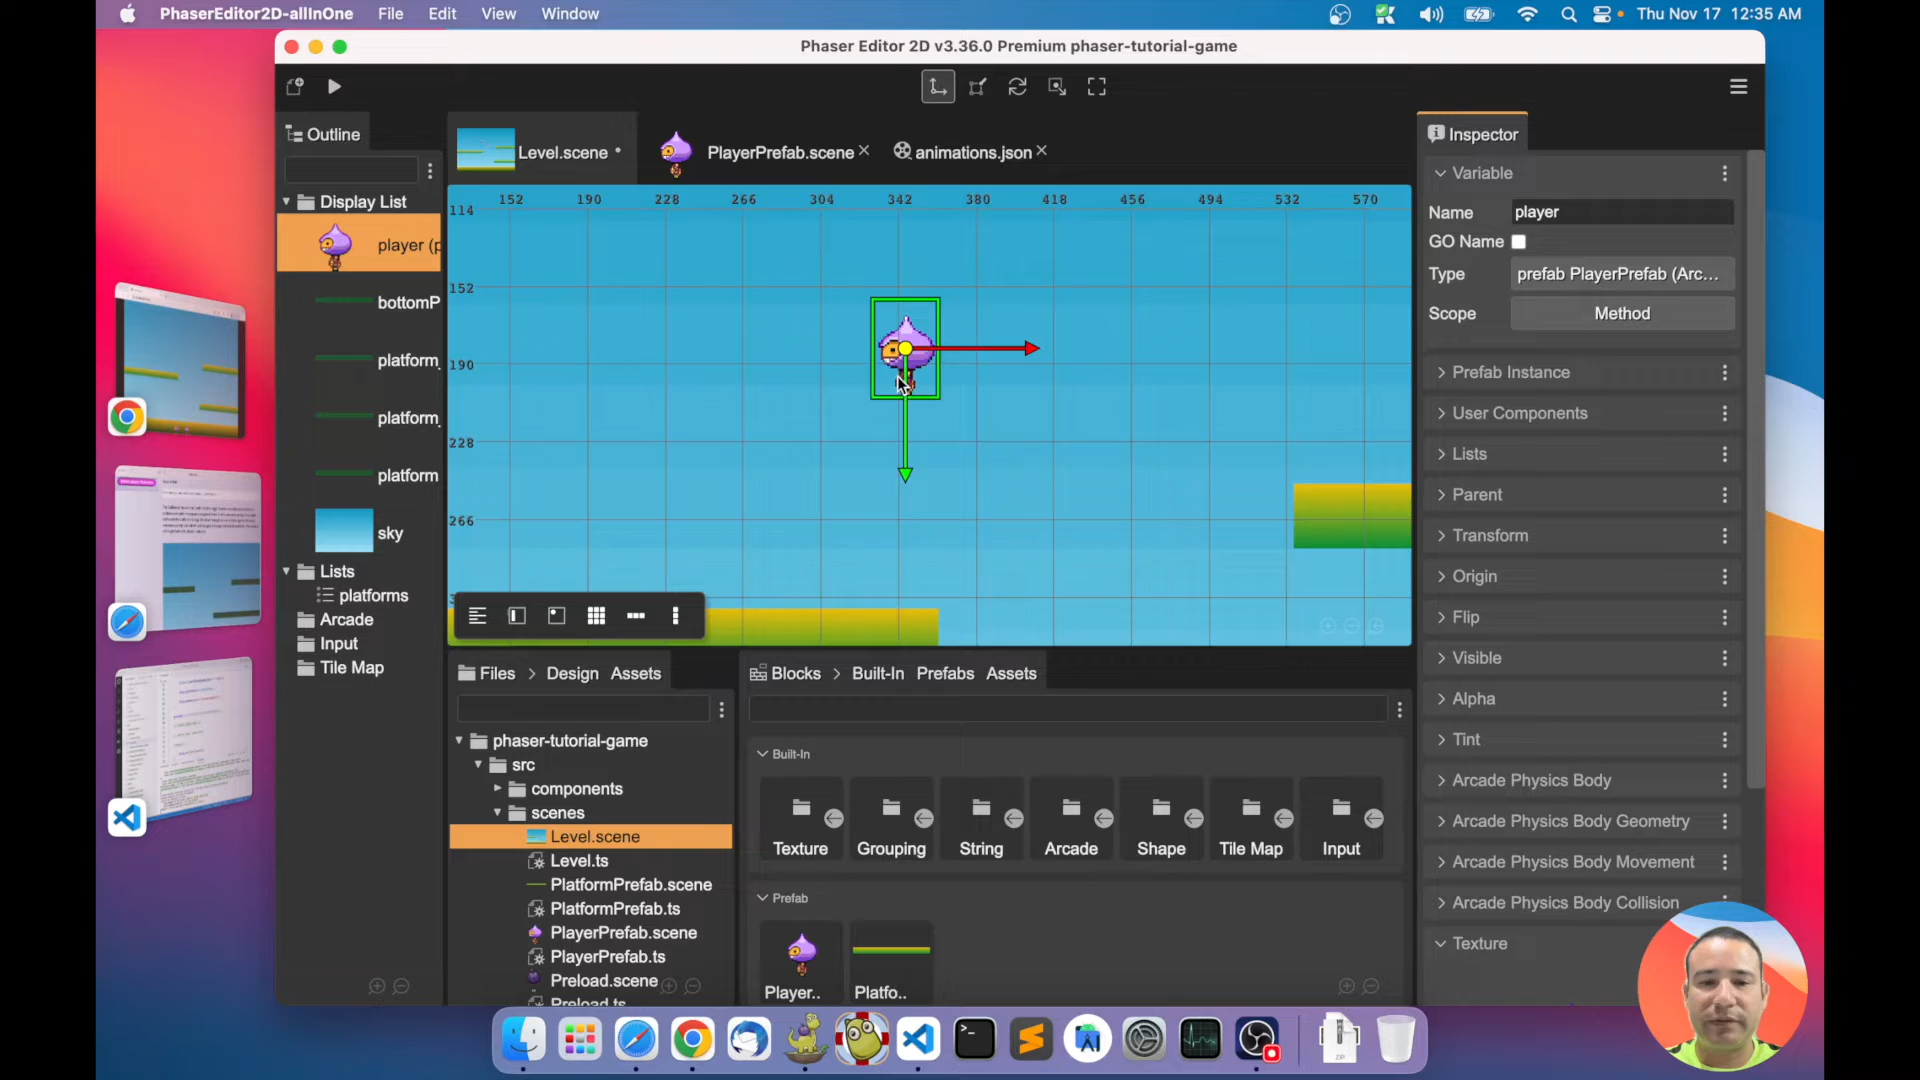 PhaserEditor2D-allInOne File Edit View Window Thu Nov 17 12:35 AM
Phaser Editor 2D v3.36.0 Premium phaser-tutorial-game
Outline
Display List
player (p
bottomP
platform_
platform_
platform
sky
Lists
platforms
Arcade
Input
Tile Map
Level.scene
PlayerPrefab.scene
animations.json
152 190 228 266 304 342 380 418 456 494 532 570
114
152
190
228
266
Files Design Assets
phaser-tutorial-game
src
components
scenes
Level.scene
Level.ts
PlatformPrefab.scene
PlatformPrefab.ts
PlayerPrefab.scene
PlayerPrefab.ts
Preload.scene
Preload.ts
Blocks Built-In Prefabs Assets
Built-In
Texture Grouping String Arcade Shape Tile Map Input
Prefab
Player.. Platfo..
Inspector
Variable
Name player
GO Name
Type prefab PlayerPrefab (Arc...
Scope Method
Prefab Instance
User Components
Lists
Parent
Transform
Origin
Flip
Visible
Alpha
Tint
Arcade Physics Body
Arcade Physics Body Geometry
Arcade Physics Body Movement
Arcade Physics Body Collision
Texture
ZIP